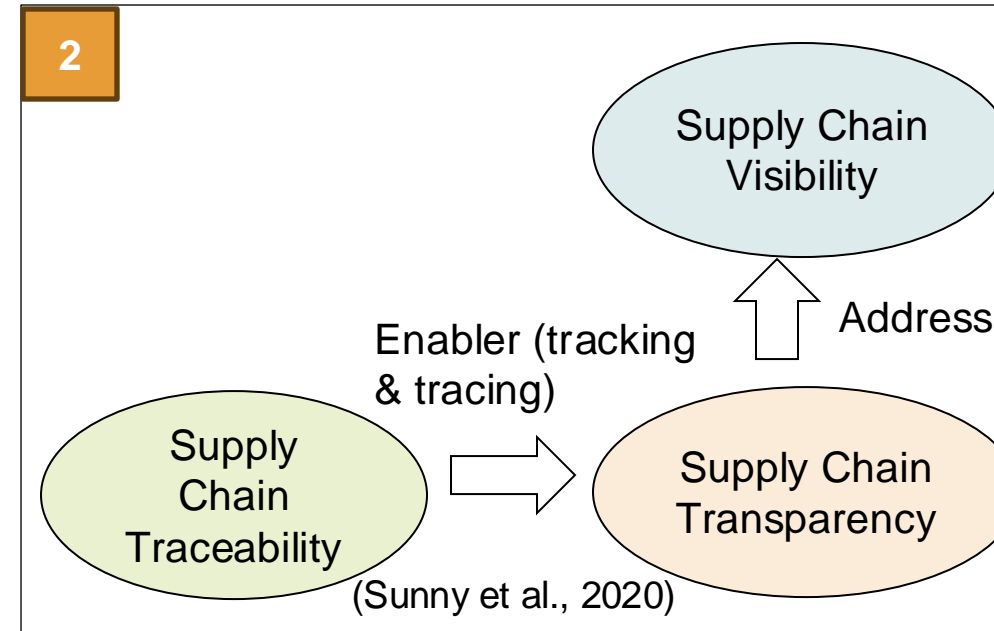 2
Supply Chain
Visibility
Address
Enabler (tracking
& tracing)
Supply
Chain
Traceability
Supply Chain
Transparency
(Sunny et al., 2020)